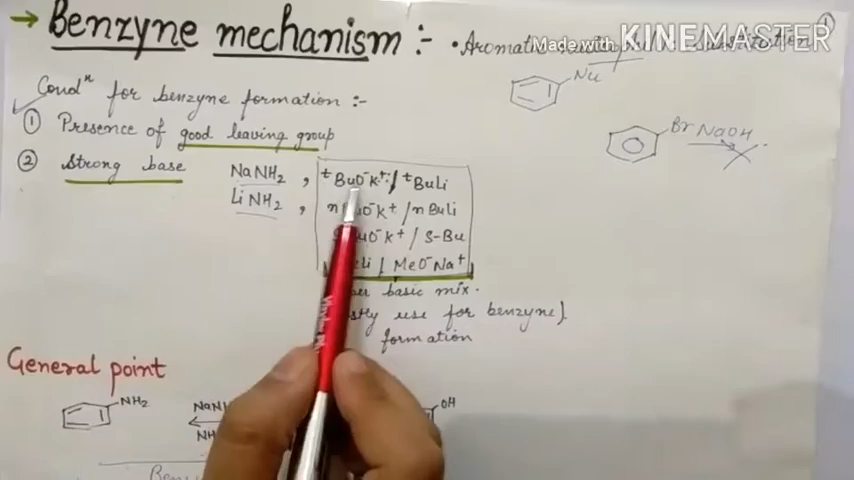 → Benzyne mechanism :-
• Aromatic
Made with KINEMASTER
1
Condⁿ for benzyne formation :-
① Presence of good leaving group
② Strong base
NaNH₂ , ᵗBuO⁻K⁺ / ᵗBuLi
LiNH₂ , K⁺ / nBuLi
K⁺ / S-Bu
Li / MeO⁻Na⁺
basic mix.
use for benzyne)
formation
Nu
Br NaOH
General point
NH₂
NH
OH